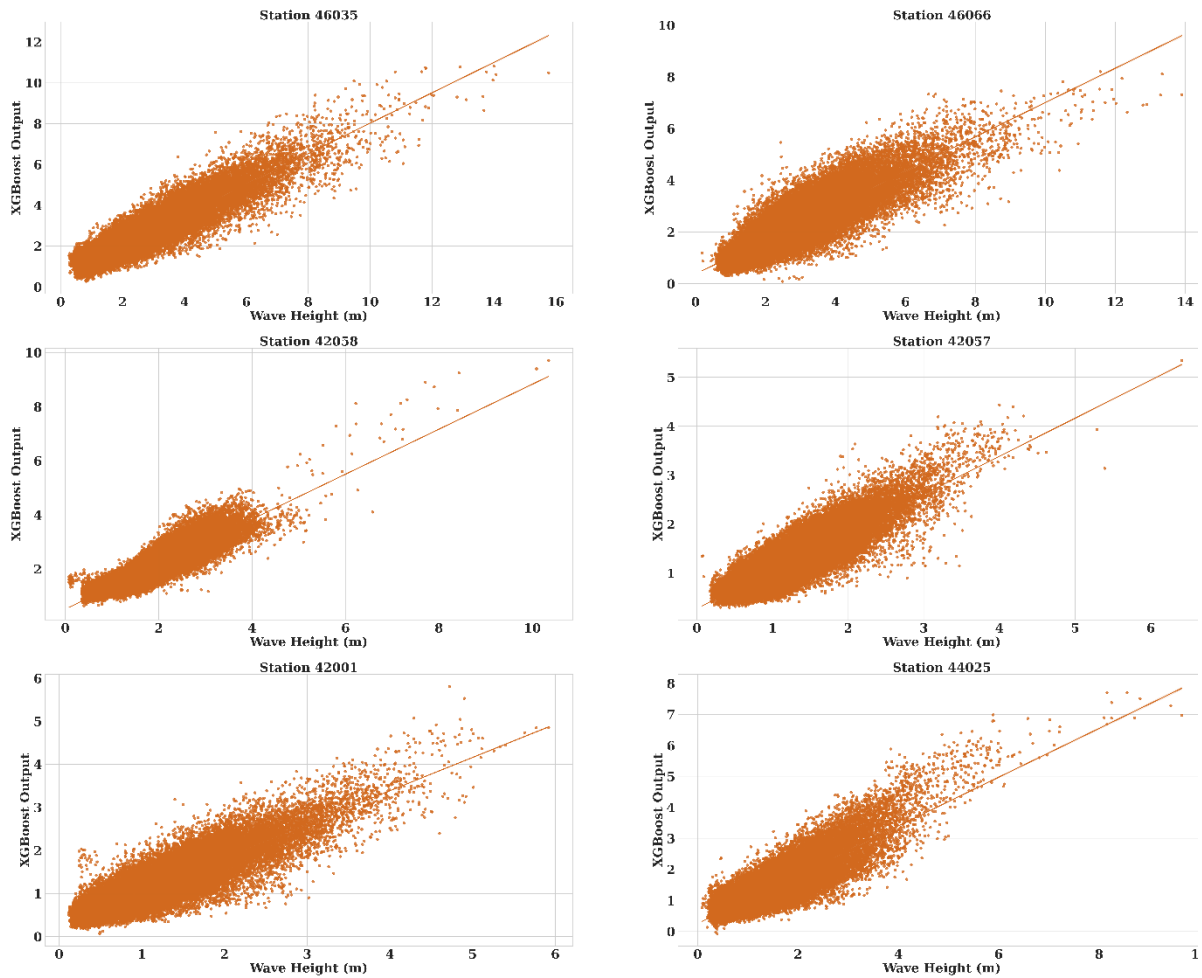 Station 46035
XGBoost Output
12
10
8
6
4
2
0
0 2 4 6 8 10 12 14 16
Wave Height (m)
Station 46066
XGBoost Output
10
8
6
4
2
0
0 2 4 6 8 10 12 14
Wave Height (m)
Station 42058
XGBoost Output
10
8
6
4
2
0 2 4 6 8 10
Wave Height (m)
Station 42057
XGBoost Output
5
4
3
2
1
0 1 2 3 4 5 6
Wave Height (m)
Station 42001
XGBoost Output
6
5
4
3
2
1
0
0 1 2 3 4 5 6
Wave Height (m)
Station 44025
XGBoost Output
8
7
6
5
4
3
2
1
0
0 2 4 6 8
Wave Height (m)